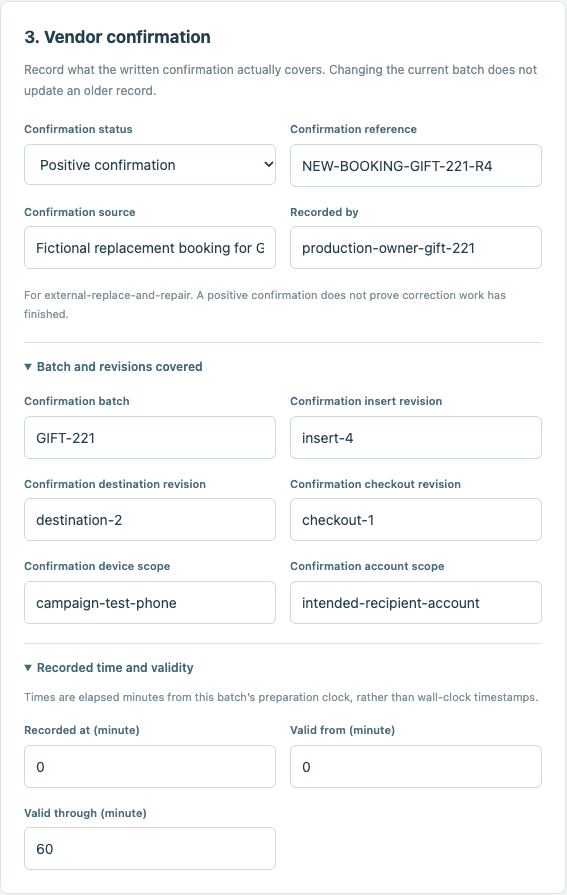 3. Vendor confirmation
Record what the written confirmation actually covers. Changing the current batch does not
update an older record.
Confirmation status
Confirmation reference
Positive confirmation
NEW-BOOKING-GIFT-221-R4
Confirmation source
Recorded by
Fictional replacement booking for G
production-owner-gift-221
For external-replace-and-repair. A positive confirmation does not prove correction work has
finished.
▼ Batch and revisions covered
Confirmation batch
Confirmation insert revision
GIFT-221
insert-4
Confirmation destination revision
Confirmation checkout revision
destination-2
checkout-1
Confirmation device scope
Confirmation account scope
campaign-test-phone
intended-recipient-account
▼ Recorded time and validity
Times are elapsed minutes from this batch’s preparation clock, rather than wall-clock timestamps.
Recorded at (minute)
Valid from (minute)
0
0
Valid through (minute)
60